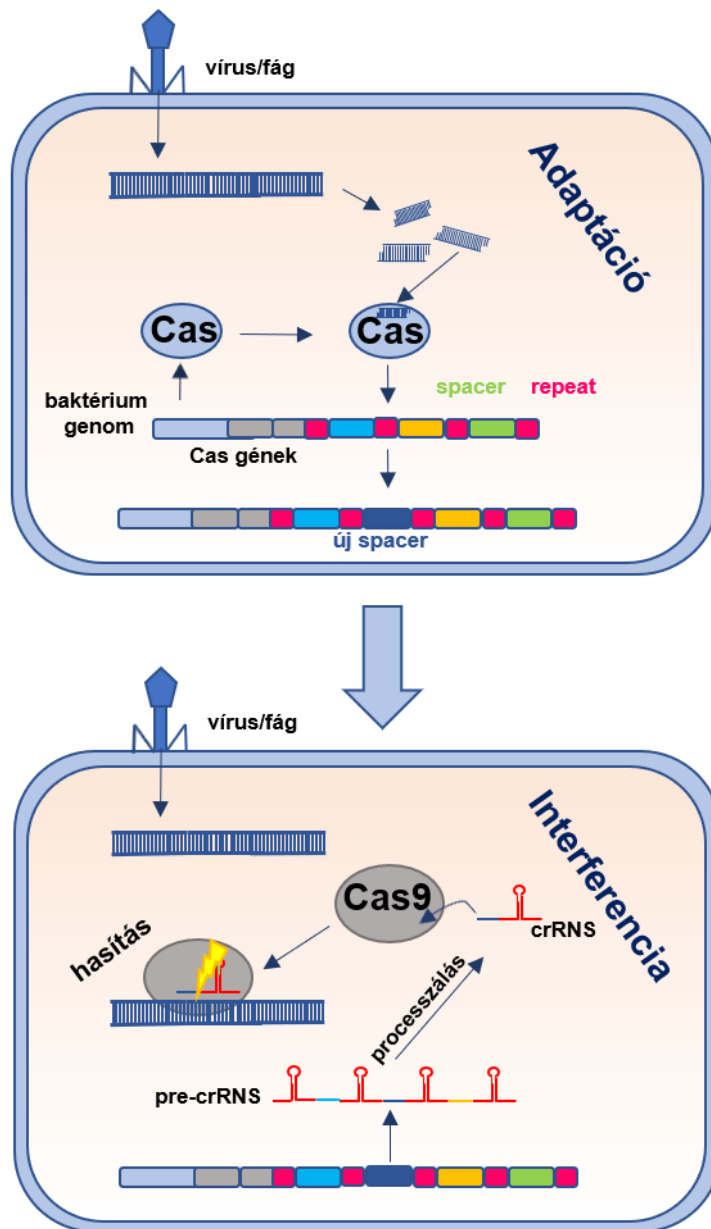 vírus/fág
Adaptáció
Cas
Cas
spacer
repeat
baktérium
genom
Cas gének
új spacer
vírus/fág
Interferencia
Cas9
crRNS
hasítás
processzálás
pre-crRNS